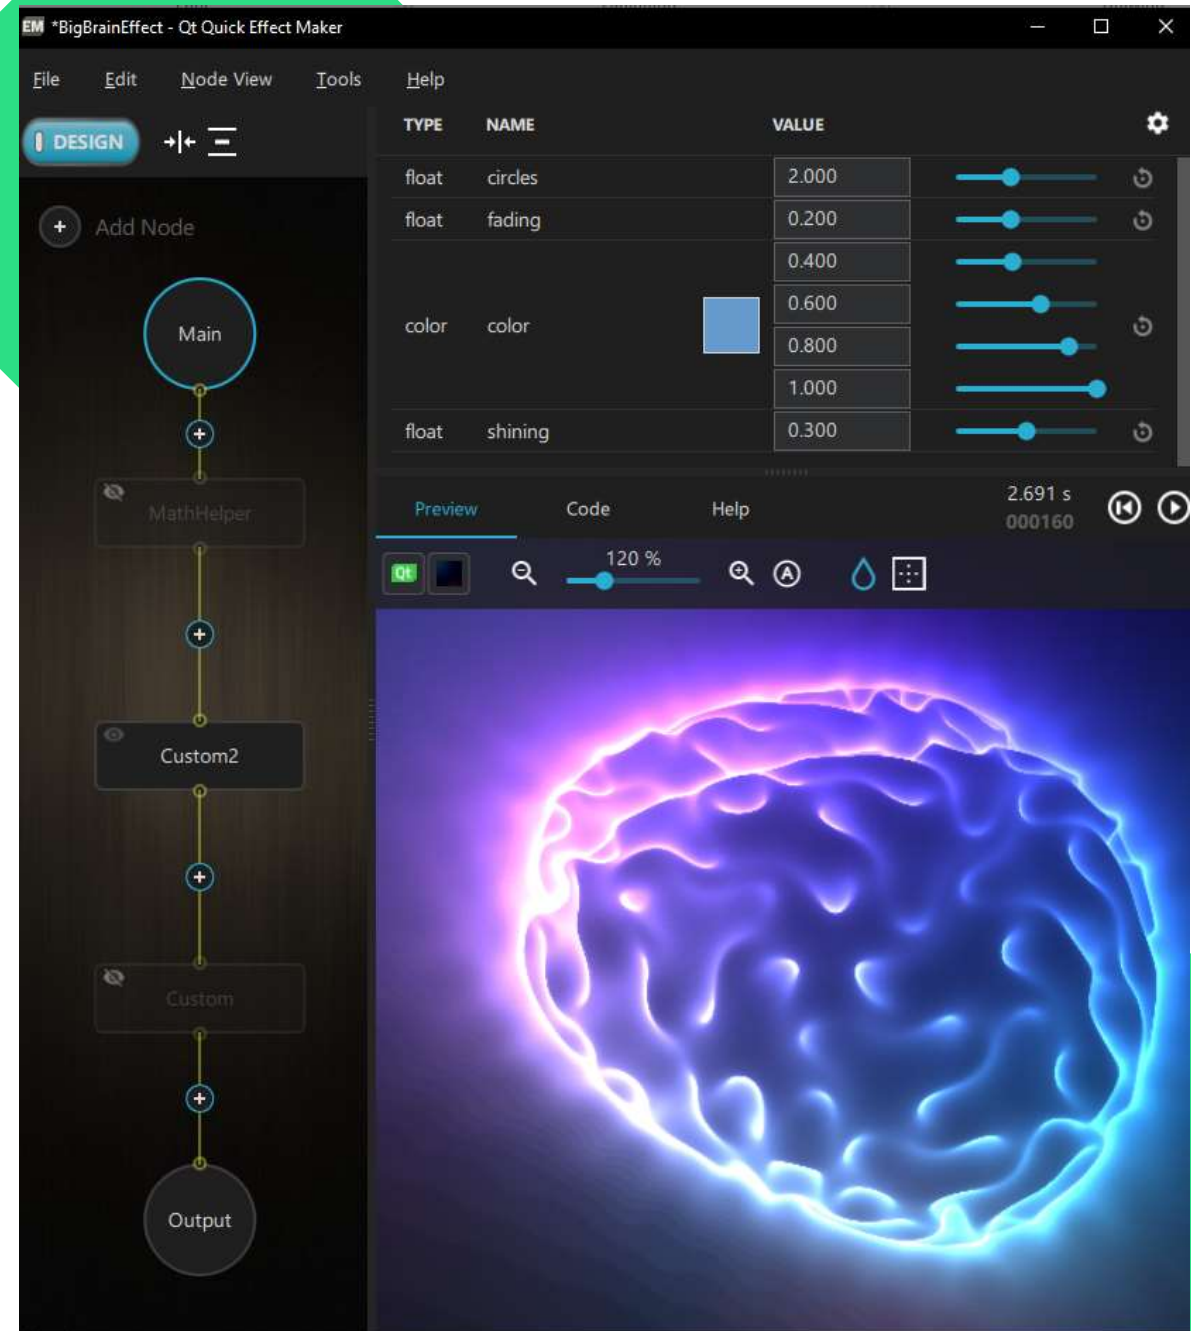 EM *BigBrainEffect - Qt Quick Effect Maker
File Edit Node View Tools Help
DESIGN
TYPE NAME VALUE
float circles 2.000
float fading 0.200
0.400
0.600
color color
0.800
1.000
float shining 0.300
Add Node
Main
MathHelper
Custom2
Custom
Output
Preview Code Help
2.691 s
000160
Qt
120 %
A